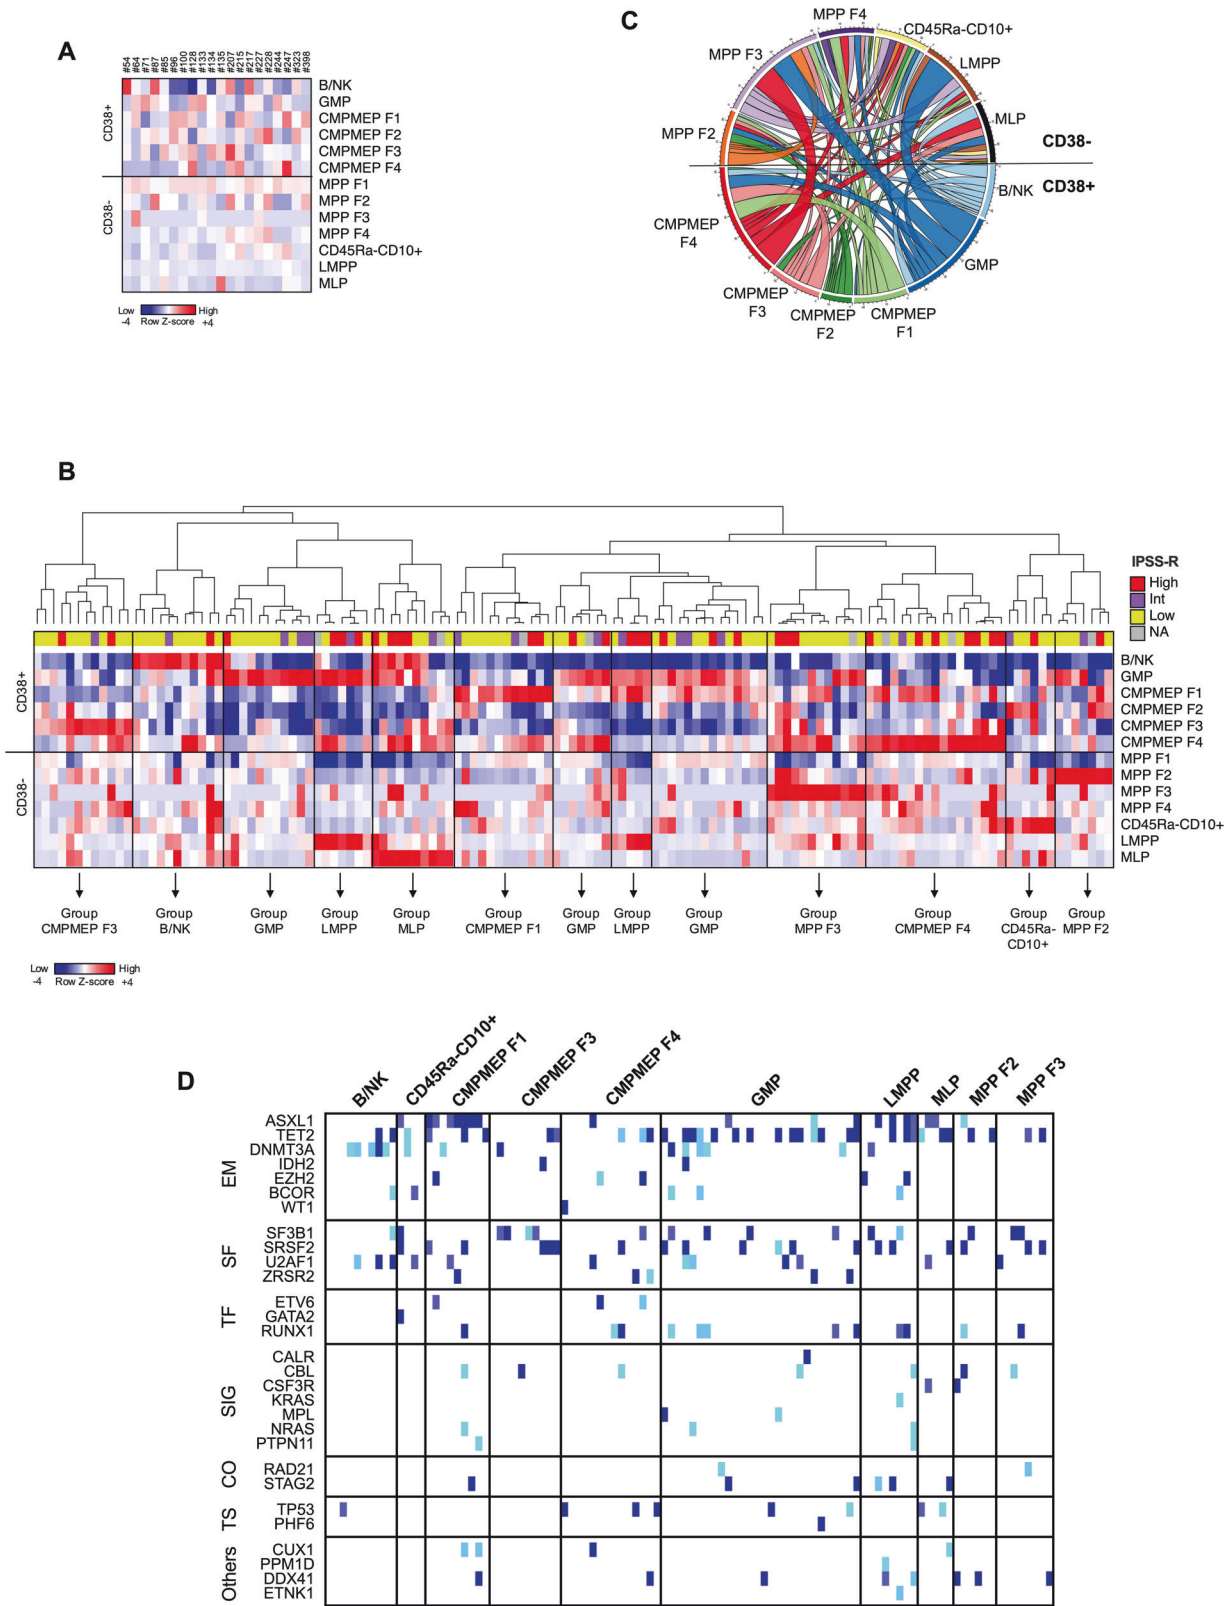 A
#54 #64 #71 #87 #85 #96 #100 #128 #133 #134 #135 #207 #215 #217 #227 #228 #244 #247 #323 #398
CD38+
B/NK
GMP
CMPMEP F1
CMPMEP F2
CMPMEP F3
CMPMEP F4
CD38-
MPP F1
MPP F2
MPP F3
MPP F4
CD45Ra-CD10+
LMPP
MLP
Low High
-4 Row Z-score +4
C
MPP F4
CD45Ra-CD10+
MPP F3
LMPP
MLP
MPP F2
CD38-
CD38+
B/NK
CMPMEP
F4
GMP
CMPMEP
F3
CMPMEP
F2
CMPMEP
F1
B
IPSS-R
High
Int
Low
NA
CD38+
B/NK
GMP
CMPMEP F1
CMPMEP F2
CMPMEP F3
CMPMEP F4
CD38-
MPP F1
MPP F2
MPP F3
MPP F4
CD45Ra-CD10+
LMPP
MLP
Group
CMPMEP F3
Group
B/NK
Group
GMP
Group
LMPP
Group
MLP
Group
CMPMEP F1
Group
GMP
Group
LMPP
Group
GMP
Group
MPP F3
Group
CMPMEP F4
Group
CD45Ra-
CD10+
Group
MPP F2
Low High
-4 Row Z-score +4
D
B/NK CD45Ra-CD10+ CMPMEP F1 CMPMEP F3 CMPMEP F4 GMP LMPP MLP MPP F2 MPP F3
EM
ASXL1
TET2
DNMT3A
IDH2
EZH2
BCOR
WT1
SF
SF3B1
SRSF2
U2AF1
ZRSR2
TF
ETV6
GATA2
RUNX1
SIG
CALR
CBL
CSF3R
KRAS
MPL
NRAS
PTPN11
CO
RAD21
STAG2
TS
TP53
PHF6
Others
CUX1
PPM1D
DDX41
ETNK1